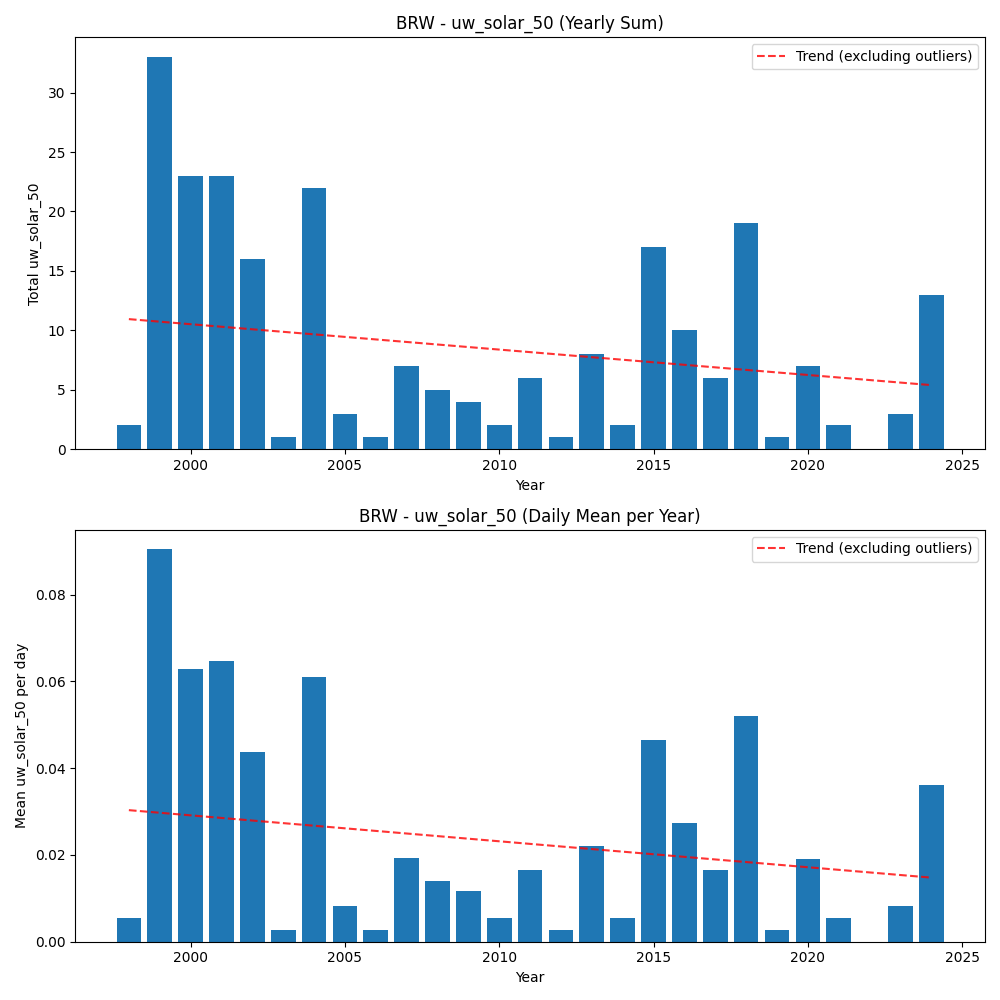 BRW - uw_solar_50 (Yearly Sum)
Trend (excluding outliers)
Total uw_solar_50
30
25
20
15
10
5
0
2000 2005 2010 2015 2020 2025
Year
BRW - uw_solar_50 (Daily Mean per Year)
Trend (excluding outliers)
Mean uw_solar_50 per day
0.08
0.06
0.04
0.02
0.00
2000 2005 2010 2015 2020 2025
Year